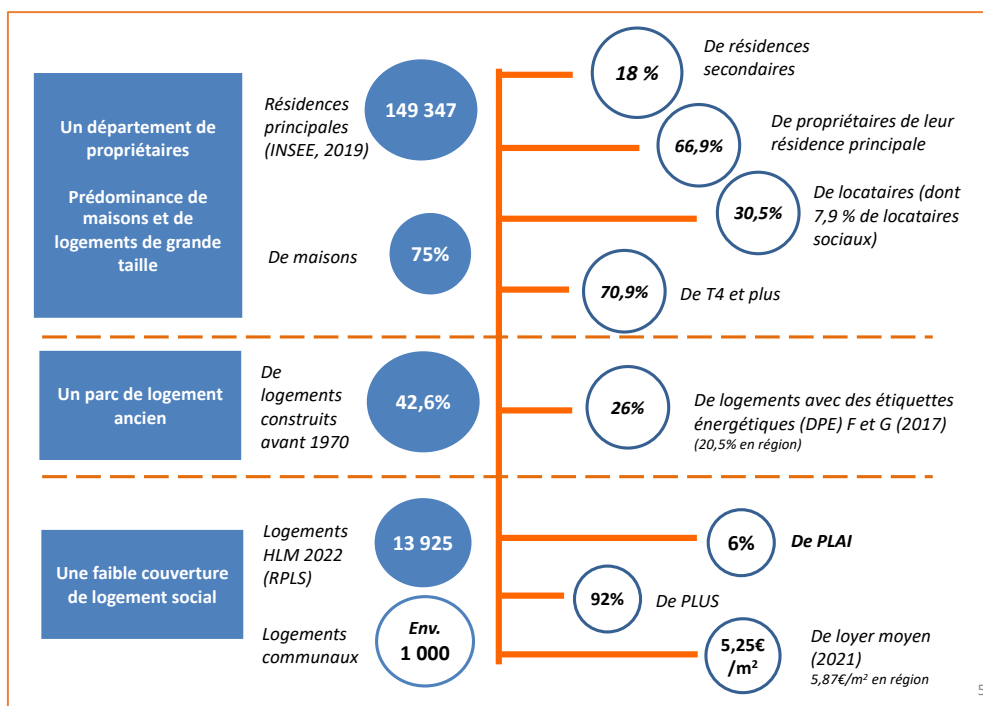 Un département de
propriétaires
Prédominance de
maisons et de
logements de grande
taille
Résidences
principales
(INSEE, 2019)
149 347
De maisons
75%
18 %
De résidences
secondaires
66,9%
De propriétaires de leur
résidence principale
30,5%
De locataires (dont
7,9 % de locataires
sociaux)
70,9%
De T4 et plus
Un parc de logement
ancien
De
logements
construits
avant 1970
42,6%
26%
De logements avec des étiquettes
énergétiques (DPE) F et G (2017)
(20,5% en région)
Une faible couverture
de logement social
Logements
HLM 2022
(RPLS)
13 925
Logements
communaux
Env.
1 000
6%
De PLAI
92%
De PLUS
5,25€
/m²
De loyer moyen
(2021)
5,87€/m² en région
5